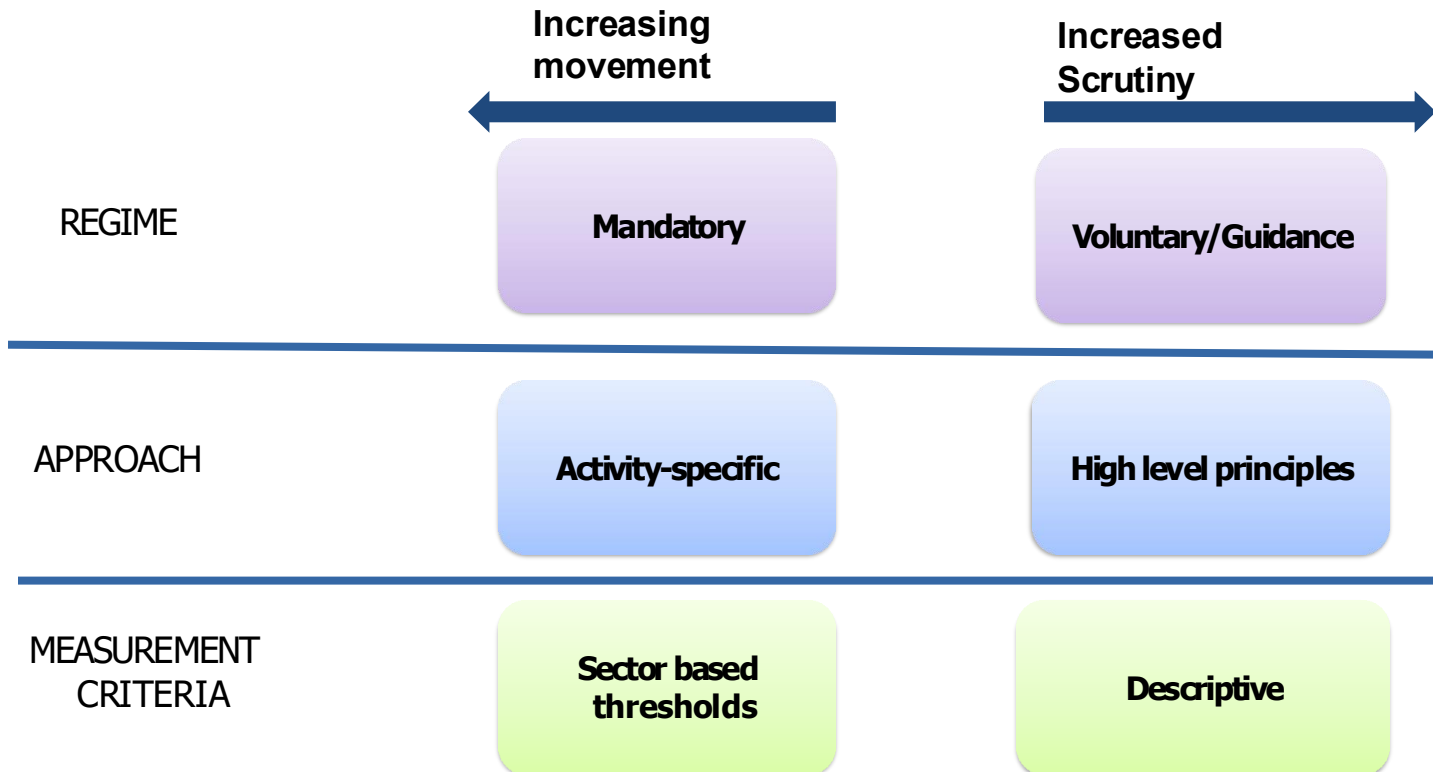 Increasing
movement
Increased
Scrutiny
REGIME
Mandatory
Voluntary/Guidance
APPROACH
Activity-specific
High level principles
MEASUREMENT
CRITERIA
Sector based
thresholds
Descriptive